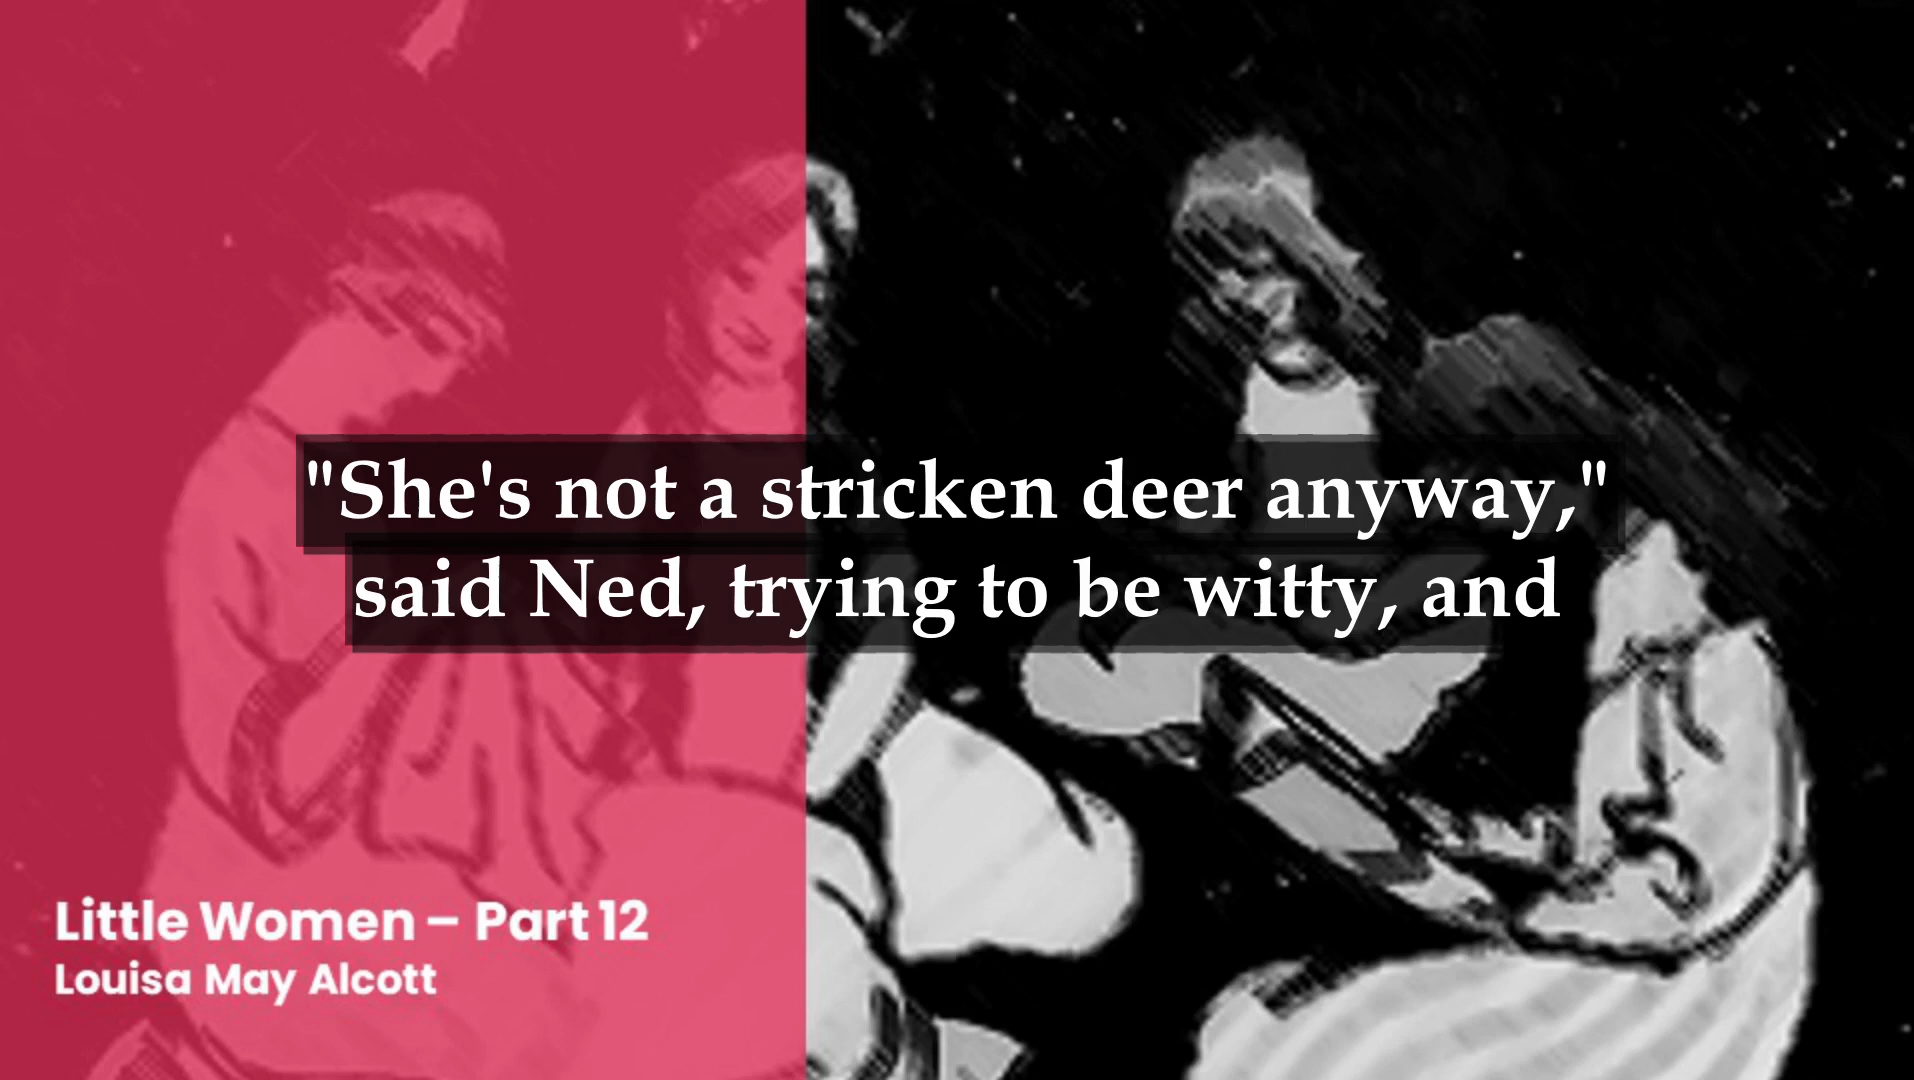 "She's not a stricken deer anyway,"
said Ned, trying to be witty, and
Little Women – Part 12
Louisa May Alcott